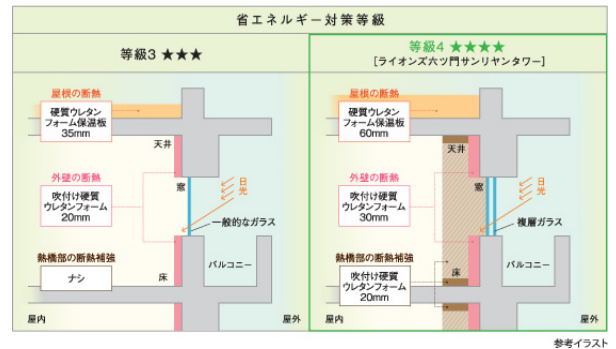 省エネルギー対策等級
等級3 ★★★
屋根の断熱
硬質ウレタン
フォーム保温板
35mm
天井
外壁の断熱
吹付け硬質
ウレタンフォーム
20mm
窓
日光
一般的なガラス
熱橋部の断熱補強
ナシ
床
バルコニー
屋内
屋外
等級4 ★★★★
[ライオンズ六ツ門サンリヤンタワー]
屋根の断熱
硬質ウレタン
フォーム保温板
60mm
天井
外壁の断熱
吹付け硬質
ウレタンフォーム
30mm
窓
日光
複層ガラス
熱橋部の断熱補強
吹付け硬質
ウレタンフォーム
20mm
床
バルコニー
屋内
屋外
参考イラスト